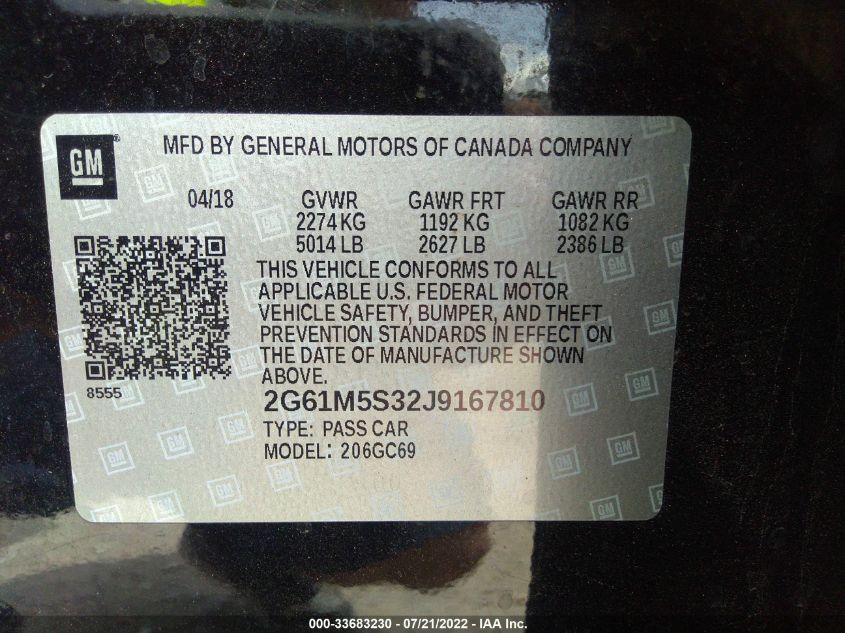 GM
MFD BY GENERAL MOTORS OF CANADA COMPANY
04/18 GVWR GAWR FRT GAWR RR
2274 KG 1192 KG 1082 KG
5014 LB 2627 LB 2386 LB
THIS VEHICLE CONFORMS TO ALL
APPLICABLE U.S. FEDERAL MOTOR
VEHICLE SAFETY, BUMPER, AND THEFT
PREVENTION STANDARDS IN EFFECT ON
THE DATE OF MANUFACTURE SHOWN
ABOVE.
8555
2G61M5S32J9167810
TYPE: PASS CAR
MODEL: 206GC69
000-33683230 - 07/21/2022 - IAA Inc.